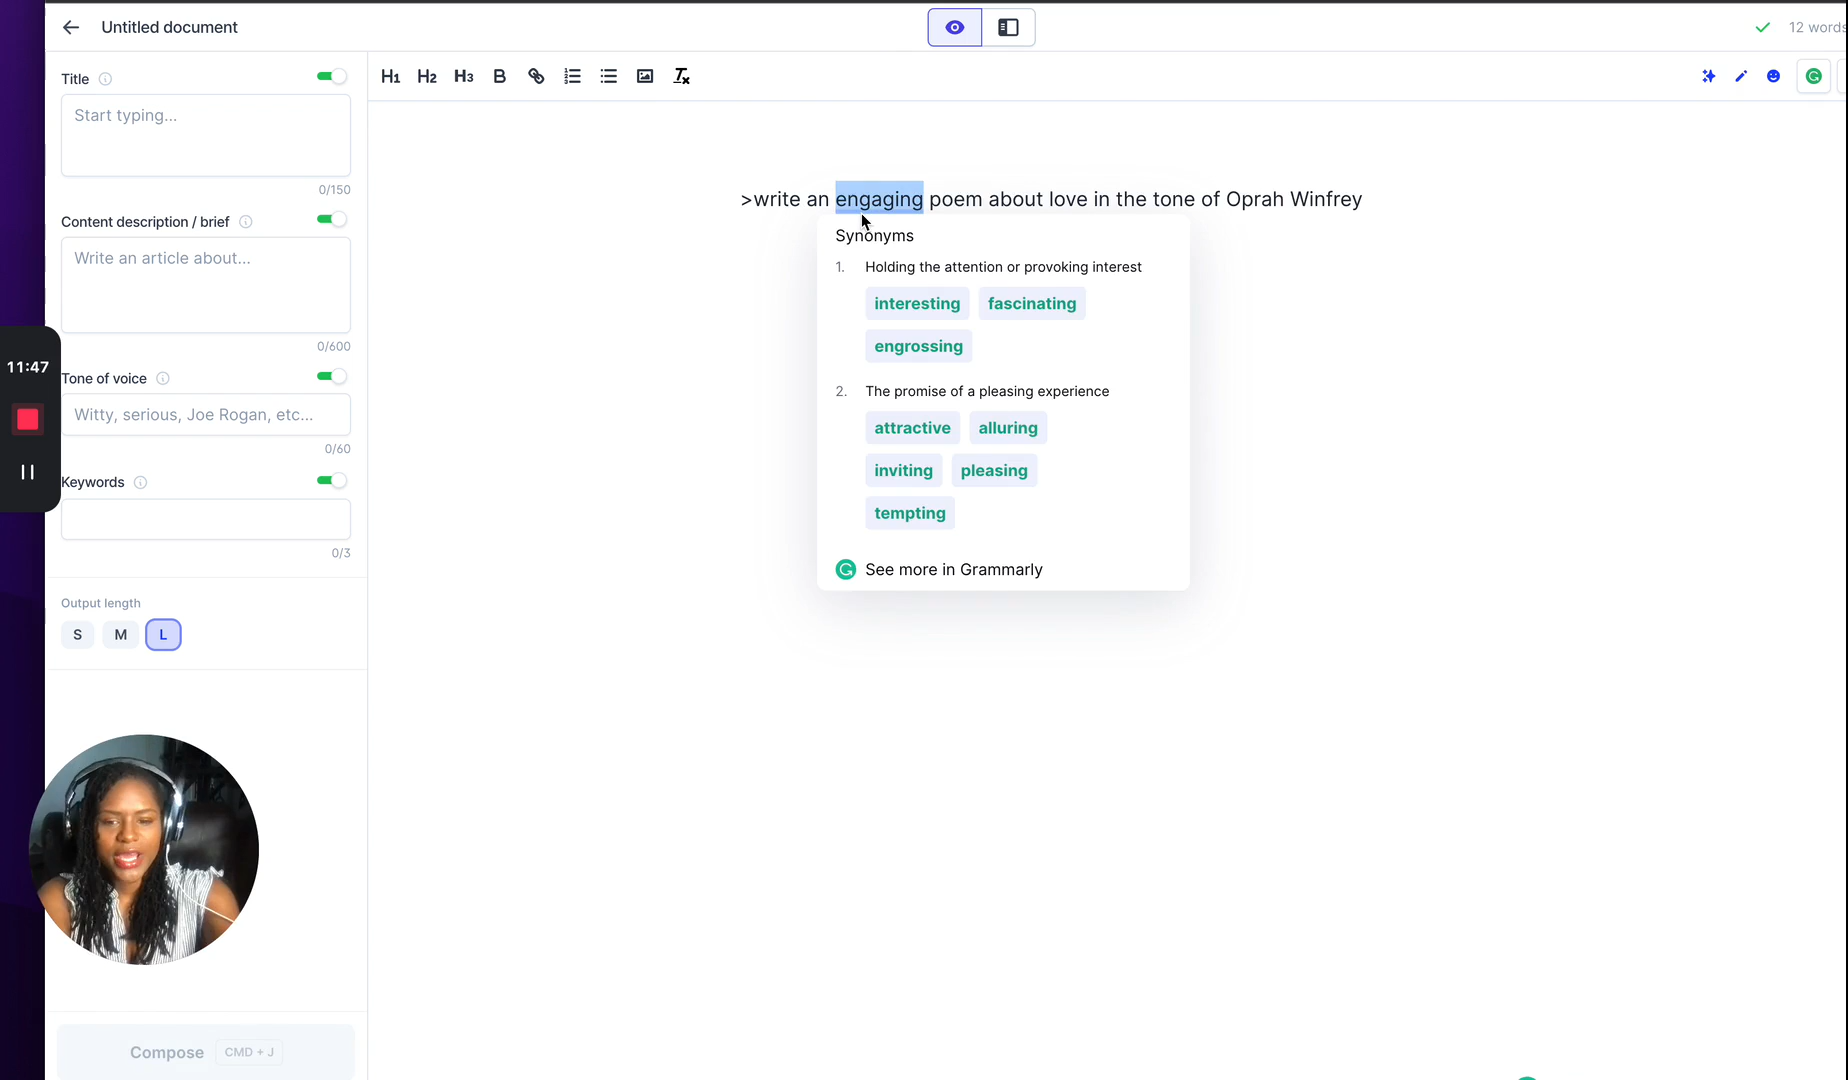 Untitled document
12 words
Title
Start typing...
0/150
Content description / brief
Write an article about...
0/600
11:47
Tone of voice
Witty, serious, Joe Rogan, etc...
0/60
Keywords
0/3
Output length
S M L
Compose CMD + J
H1 H2 H3 B
>write an engaging poem about love in the tone of Oprah Winfrey
Synonyms
1. Holding the attention or provoking interest
interesting fascinating
engrossing
2. The promise of a pleasing experience
attractive alluring
inviting pleasing
tempting
See more in Grammarly